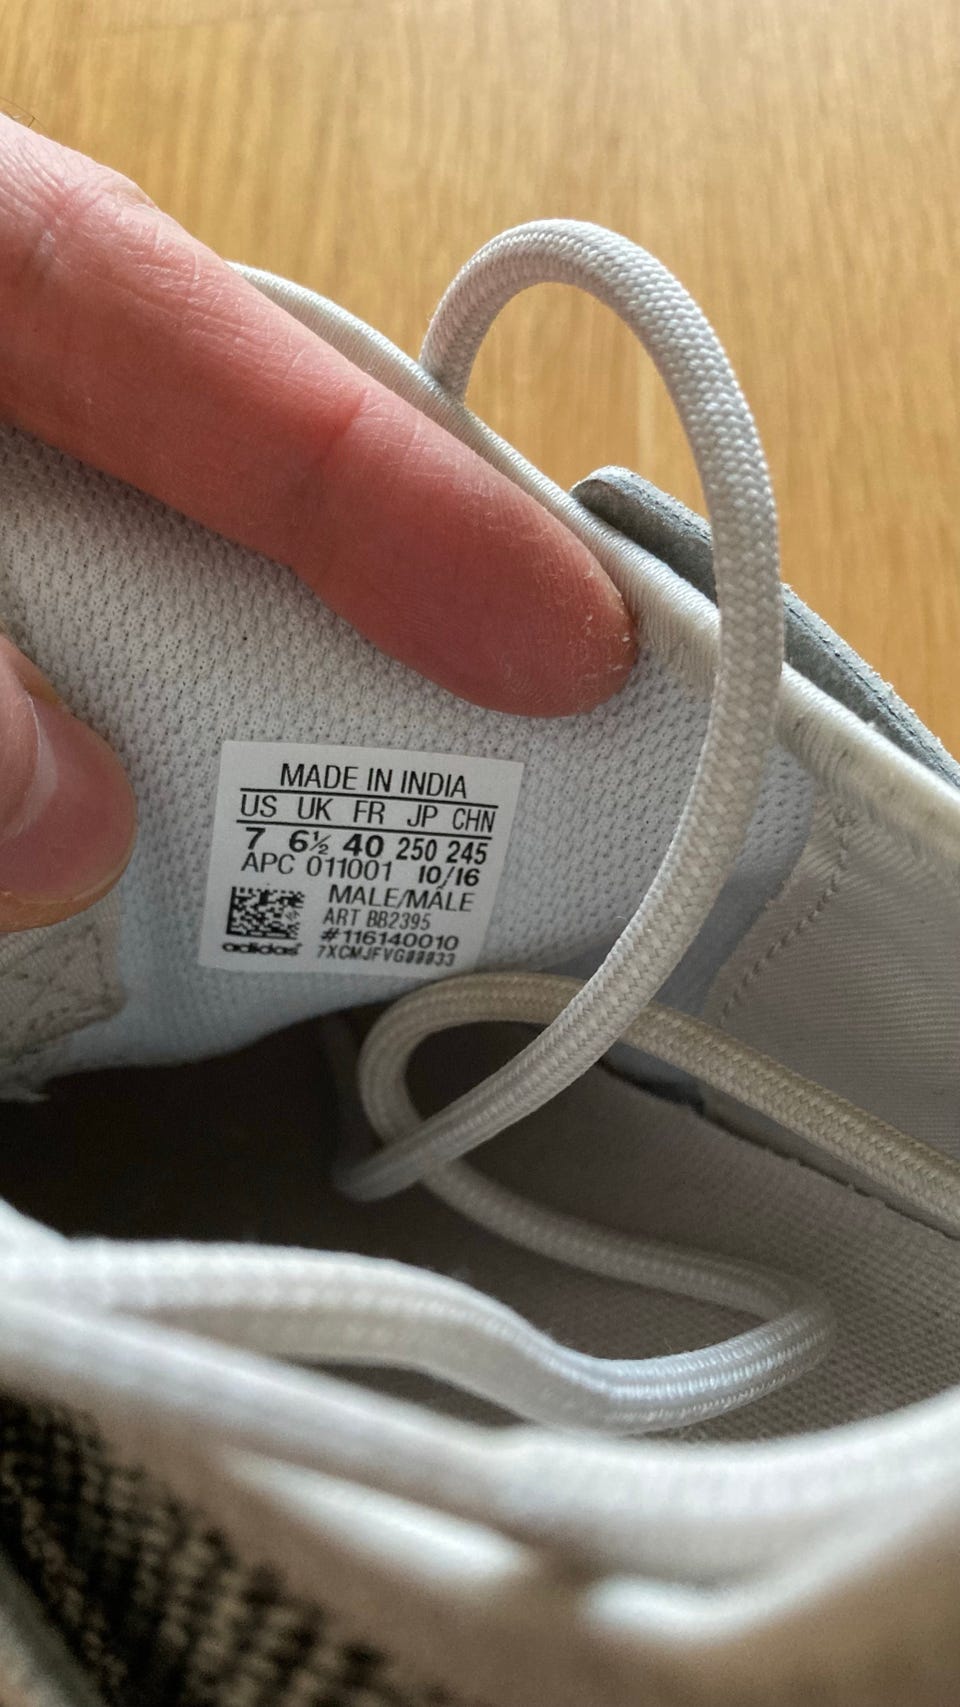 MADE IN INDIA
US UK FR JP CHN
7 6½ 40 250 245
APC 011001 10/16
MALE/MÂLE
ART BB2395
#116140010
adidas